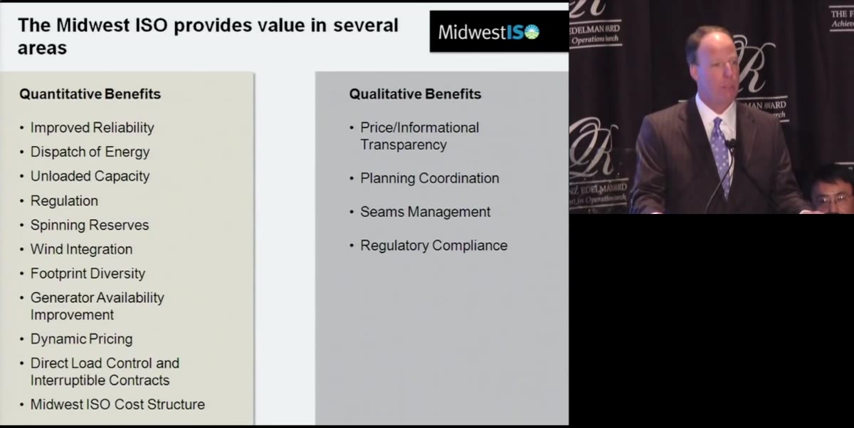 The Midwest ISO provides value in several
areas
MidwestISO
Quantitative Benefits
• Improved Reliability
• Dispatch of Energy
• Unloaded Capacity
• Regulation
• Spinning Reserves
• Wind Integration
• Footprint Diversity
• Generator Availability
Improvement
• Dynamic Pricing
• Direct Load Control and
Interruptible Contracts
• Midwest ISO Cost Structure
Qualitative Benefits
• Price/Informational
Transparency
• Planning Coordination
• Seams Management
• Regulatory Compliance
THE